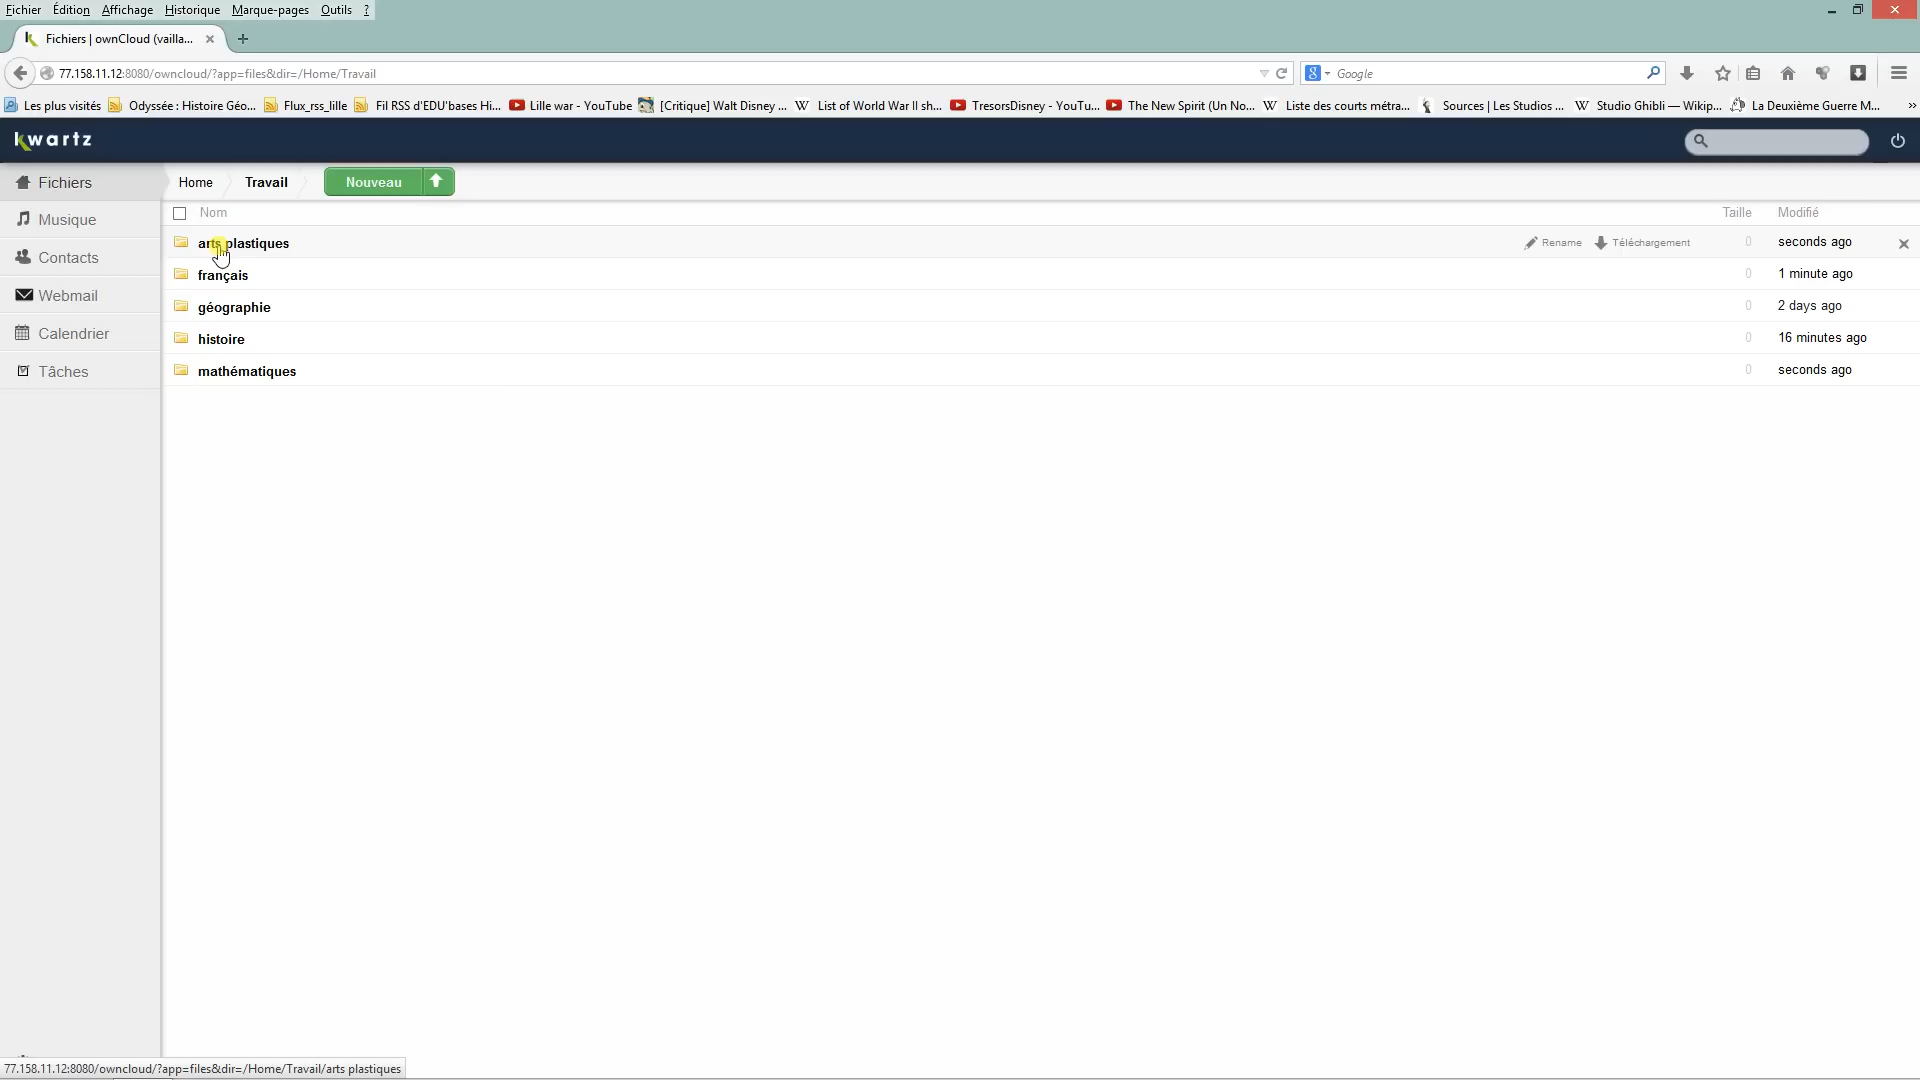 Fichier Édition Affichage Historique Marque-pages Outils ?
Fichiers | ownCloud (vailla...
77.158.11.12:8080/owncloud/?app=files&dir=/Home/Travail
Google
Les plus visités Odyssée : Histoire Géo... Flux_rss_lille Fil RSS d'EDU'bases Hi... Lille war - YouTube [Critique] Walt Disney ... List of World War II sh... TresorsDisney - YouTu... The New Spirit (Un No... Liste des courts métra... Sources | Les Studios ... Studio Ghibli — Wikip... La Deuxième Guerre M... »
kwartz
Fichiers
Musique
Contacts
Webmail
Calendrier
Tâches
Home Travail Nouveau
Nom Taille Modifié
arts plastiques Rename Téléchargement 0 seconds ago
français 0 1 minute ago
géographie 0 2 days ago
histoire 0 16 minutes ago
mathématiques 0 seconds ago
77.158.11.12:8080/owncloud/?app=files&dir=/Home/Travail/arts plastiques